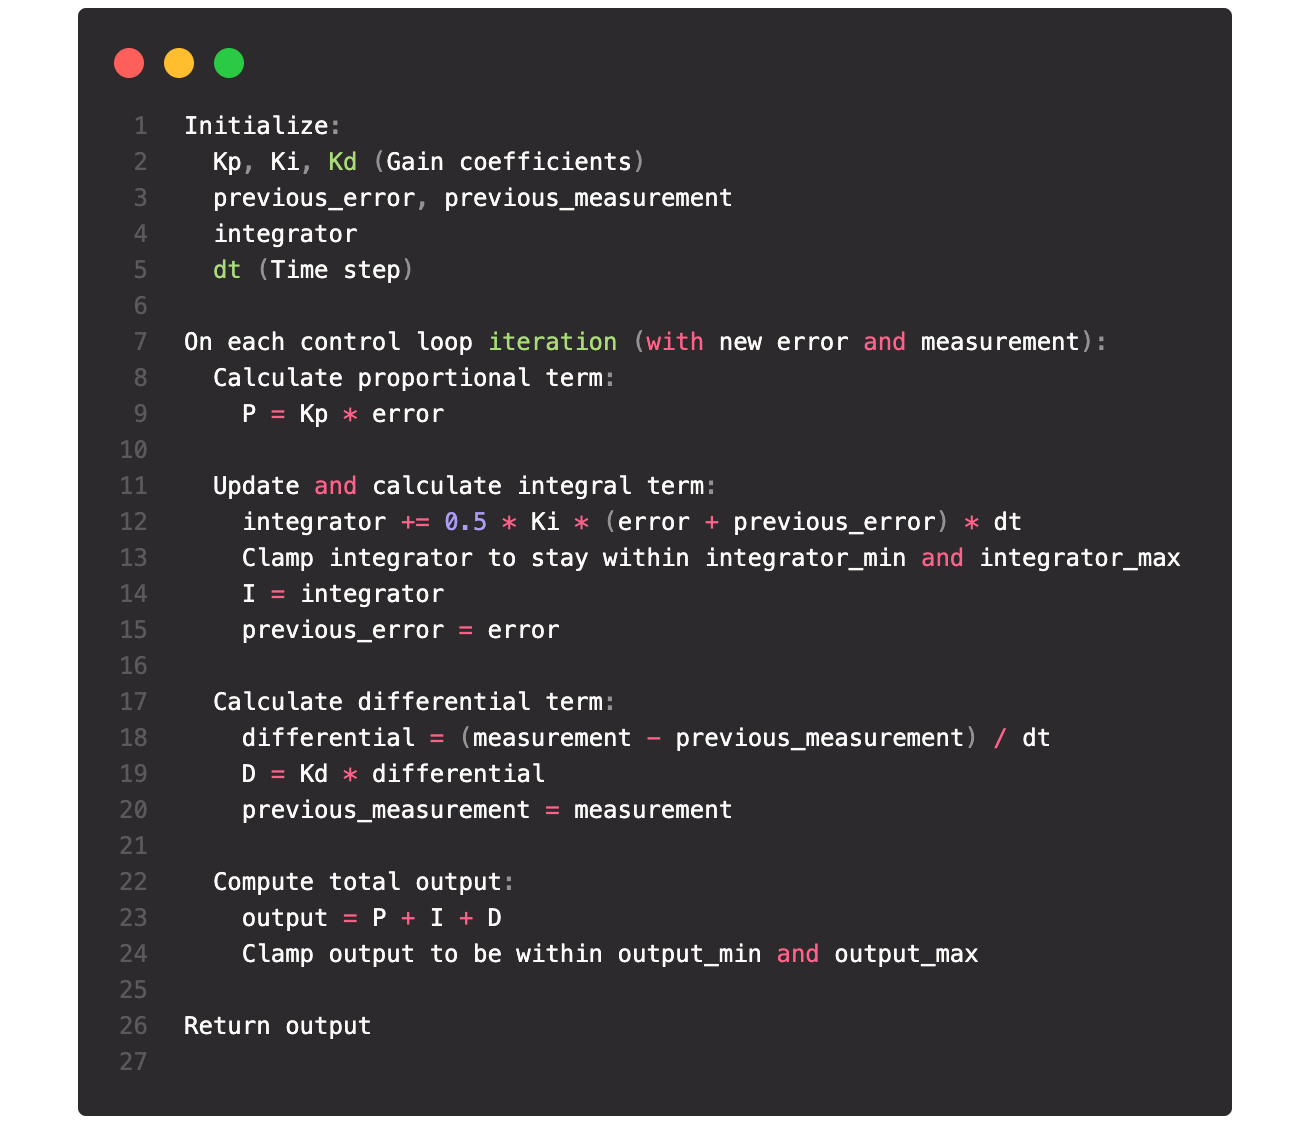 1 Initialize:
2 Kp, Ki, Kd (Gain coefficients)
3 previous_error, previous_measurement
4 integrator
5 dt (Time step)
6
7 On each control loop iteration (with new error and measurement):
8 Calculate proportional term:
9 P = Kp * error
10
11 Update and calculate integral term:
12 integrator += 0.5 * Ki * (error + previous_error) * dt
13 Clamp integrator to stay within integrator_min and integrator_max
14 I = integrator
15 previous_error = error
16
17 Calculate differential term:
18 differential = (measurement - previous_measurement) / dt
19 D = Kd * differential
20 previous_measurement = measurement
21
22 Compute total output:
23 output = P + I + D
24 Clamp output to be within output_min and output_max
25
26 Return output
27